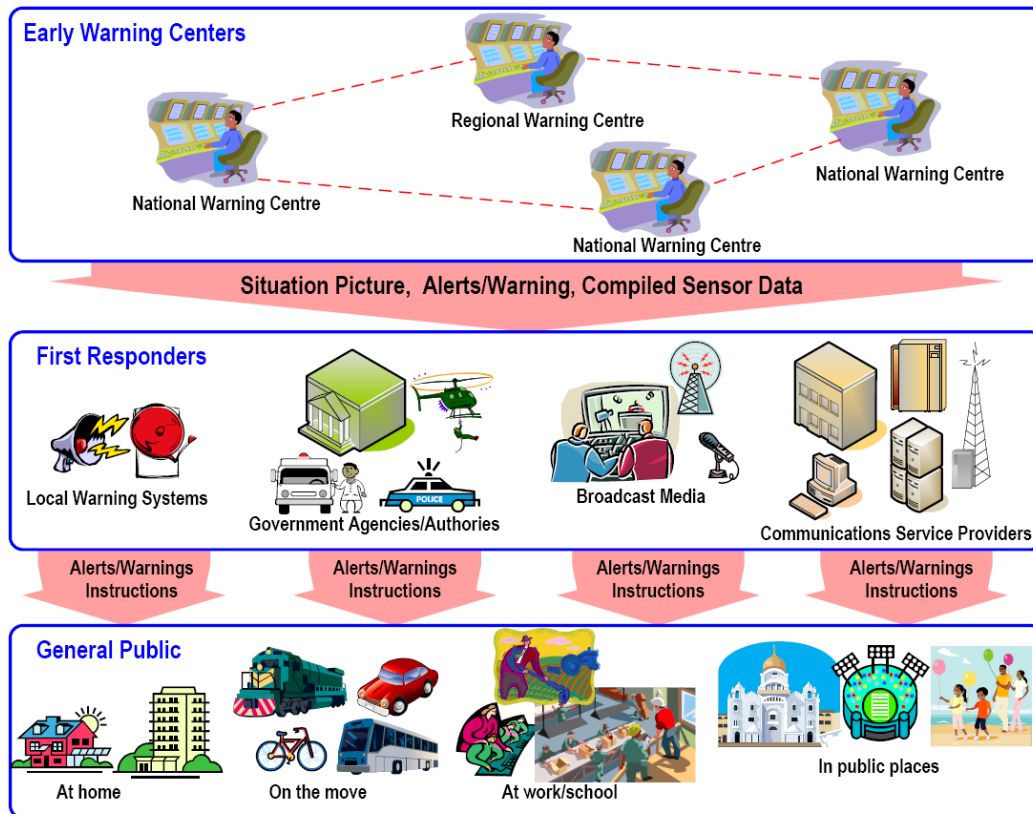 Early Warning Centers
Regional Warning Centre
National Warning Centre
National Warning Centre
National Warning Centre
Situation Picture, Alerts/Warning, Compiled Sensor Data
First Responders
Local Warning Systems
POLICE
Government Agencies/Authories
Broadcast Media
Communications Service Providers
Alerts/Warnings
Instructions
Alerts/Warnings
Instructions
Alerts/Warnings
Instructions
Alerts/Warnings
Instructions
General Public
At home
On the move
At work/school
In public places